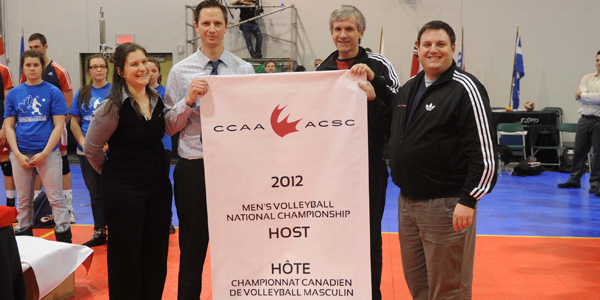 CCAA ACSC
2012
MEN'S VOLLEYBALL
NATIONAL CHAMPIONSHIP
HOST
HÔTE
CHAMPIONNAT CANADIEN
DE VOLLEYBALL MASCULIN